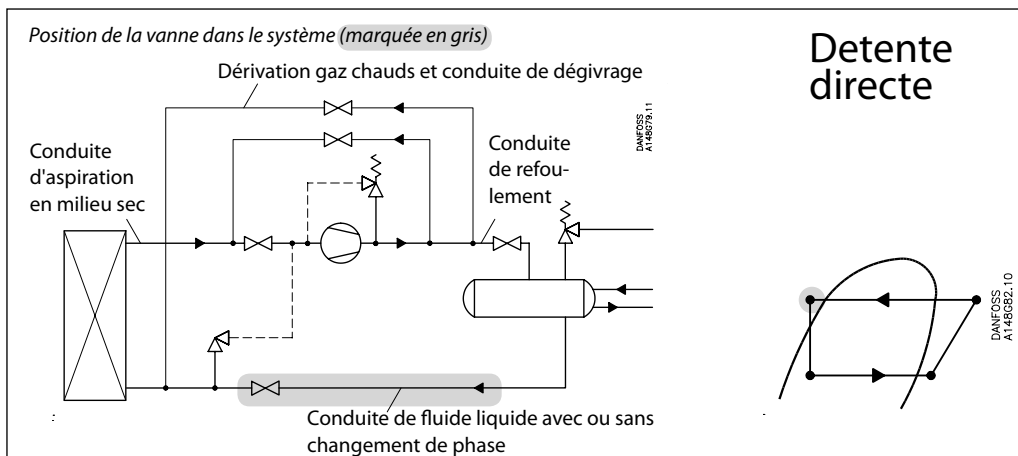 Position de la vanne dans le système (marquée en gris)
Dérivation gaz chauds et conduite de dégivrage
Detente
directe
DANFOSS
A148G79.11
Conduite
d'aspiration
en milieu sec
Conduite
de refou-
lement
DANFOSS
A148G82.10
Conduite de fluide liquide avec ou sans
changement de phase